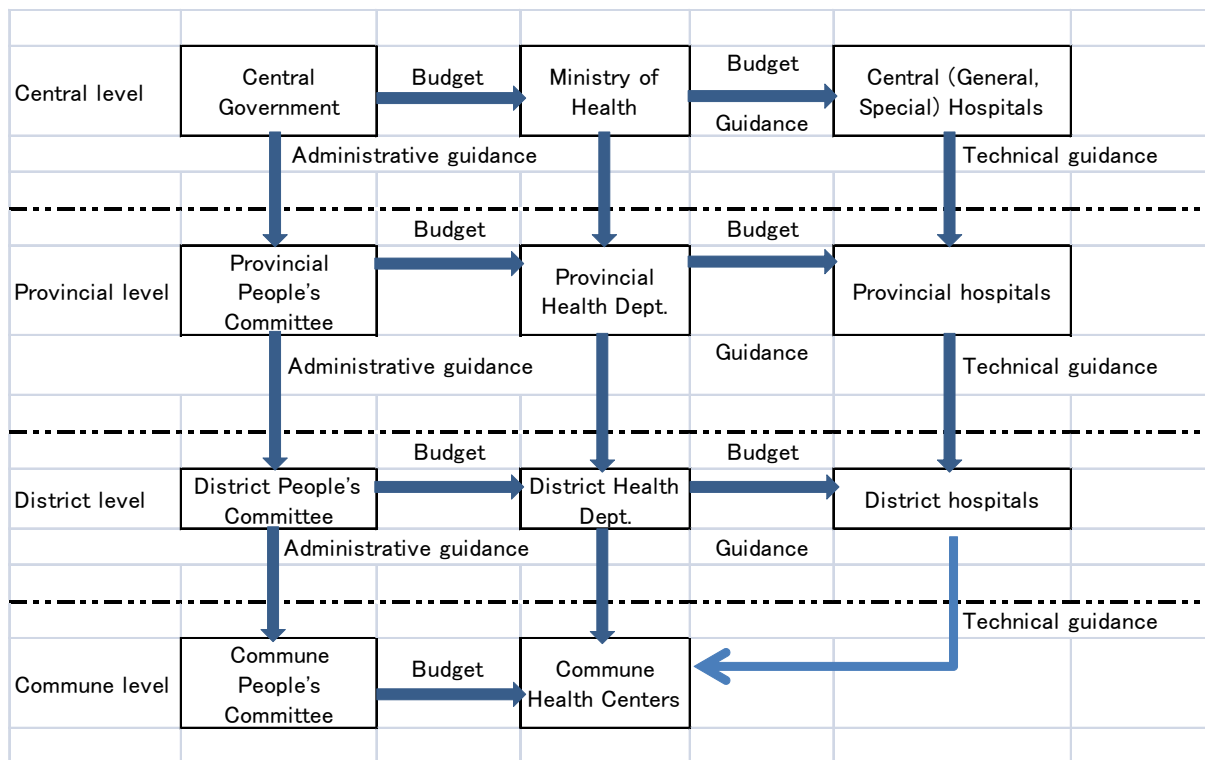 Central level
Central
Government
Budget
Ministry of
Health
Budget
Guidance
Central (General,
Special) Hospitals
Administrative guidance
Technical guidance
Budget
Budget
Provincial level
Provincial
People's
Committee
Provincial
Health Dept.
Provincial hospitals
Administrative guidance
Guidance
Technical guidance
Budget
Budget
District level
District People's
Committee
District Health
Dept.
District hospitals
Administrative guidance
Guidance
Technical guidance
Commune level
Commune
People's
Committee
Budget
Commune
Health Centers